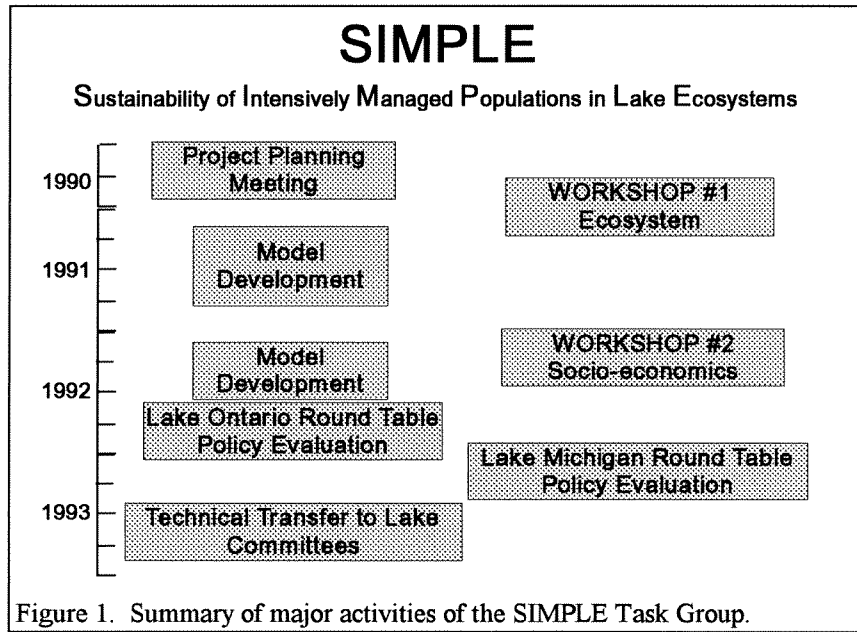 SIMPLE
Sustainability of Intensively Managed Populations in Lake Ecosystems
1990
Project Planning
Meeting
WORKSHOP #1
Ecosystem
1991
Model
Development
WORKSHOP #2
Socio-economics
1992
Model
Development
Lake Ontario Round Table
Policy Evaluation
Lake Michigan Round Table
Policy Evaluation
1993
Technical Transfer to Lake
Committees
Figure 1. Summary of major activities of the SIMPLE Task Group.